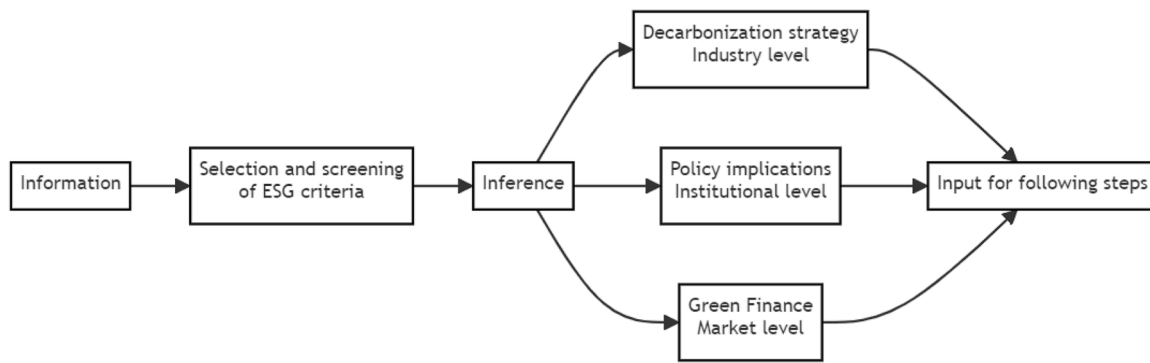 Information
Selection and screening
of ESG criteria
Inference
Decarbonization strategy
Industry level
Policy implications
Institutional level
Green Finance
Market level
Input for following steps